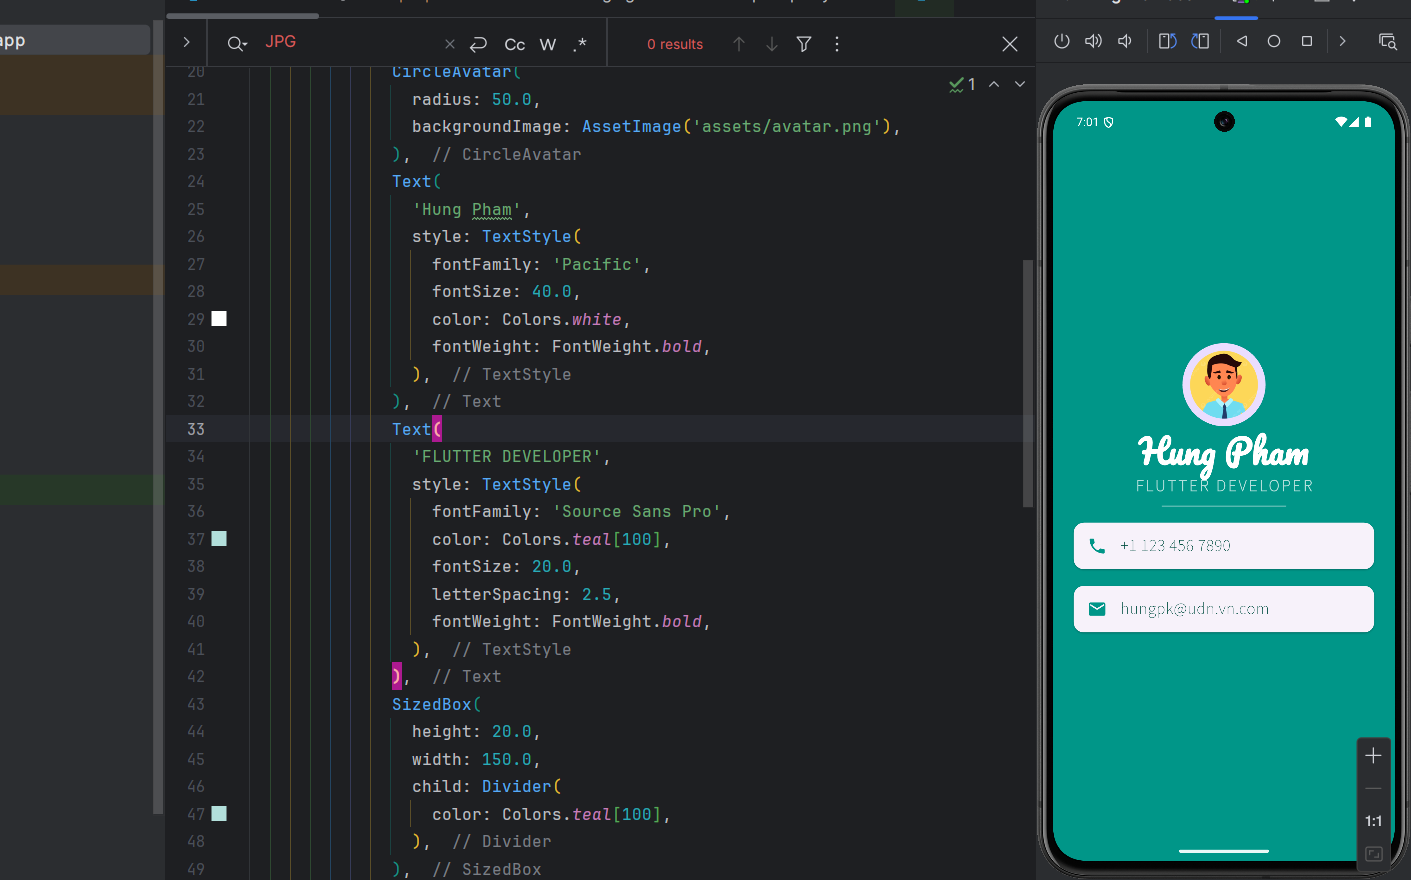 app
JPG
Cc W .*
0 results
1
20 CircleAvatar(
21 radius: 50.0,
22 backgroundImage: AssetImage('assets/avatar.png'),
23 ), // CircleAvatar
24 Text(
25 'Hung Pham',
26 style: TextStyle(
27 fontFamily: 'Pacific',
28 fontSize: 40.0,
29 color: Colors.white,
30 fontWeight: FontWeight.bold,
31 ), // TextStyle
32 ), // Text
33 Text(
34 'FLUTTER DEVELOPER',
35 style: TextStyle(
36 fontFamily: 'Source Sans Pro',
37 color: Colors.teal[100],
38 fontSize: 20.0,
39 letterSpacing: 2.5,
40 fontWeight: FontWeight.bold,
41 ), // TextStyle
42 ), // Text
43 SizedBox(
44 height: 20.0,
45 width: 150.0,
46 child: Divider(
47 color: Colors.teal[100],
48 ), // Divider
49 ), // SizedBox
7:01
Hung Pham
FLUTTER DEVELOPER
+1 123 456 7890
hungpk@udn.vn.com
1:1